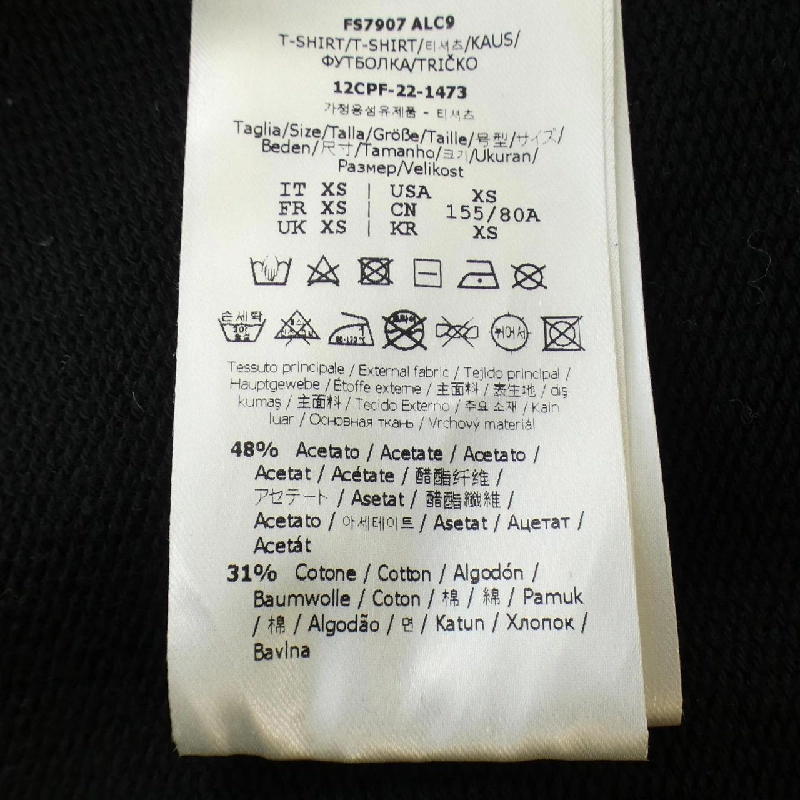 FS7907 ALC9
T-SHIRT/T-SHIRT/티셔츠/KAUS/
ФУТБОЛКА/TRIČKO
12CPF-22-1473
가정용섬유제품 - 티셔츠
Taglia/Size/Talla/Größe/Taille/号型/サイズ/
Beden/尺寸/Tamanho/크기/Ukuran/
Размер/Velikost
IT XS | USA XS
FR XS | CN 155/80A
UK XS | KR XS
손세탁
30℃
중성
Tessuto principale / External fabric / Tejido principal /
Hauptgewebe / Étoffe externe / 主面料 / 表生地 / dış
kumaş / 主面料 / Tecido Externo / 주요 소재 / Kain
luar / Основная ткань / Vrchový materiál
48% Acetato / Acetate / Acetato /
Acetat / Acétate / 醋酯纤维 /
アセテート / Asetat / 醋酯纖維 /
Acetato / 아세테이트 / Asetat / Ацетат /
Acetát
31% Cotone / Cotton / Algodón /
Baumwolle / Coton / 棉 / 綿 / Pamuk
/ 棉 / Algodão / 면 / Katun / Хлопок /
Bavlna